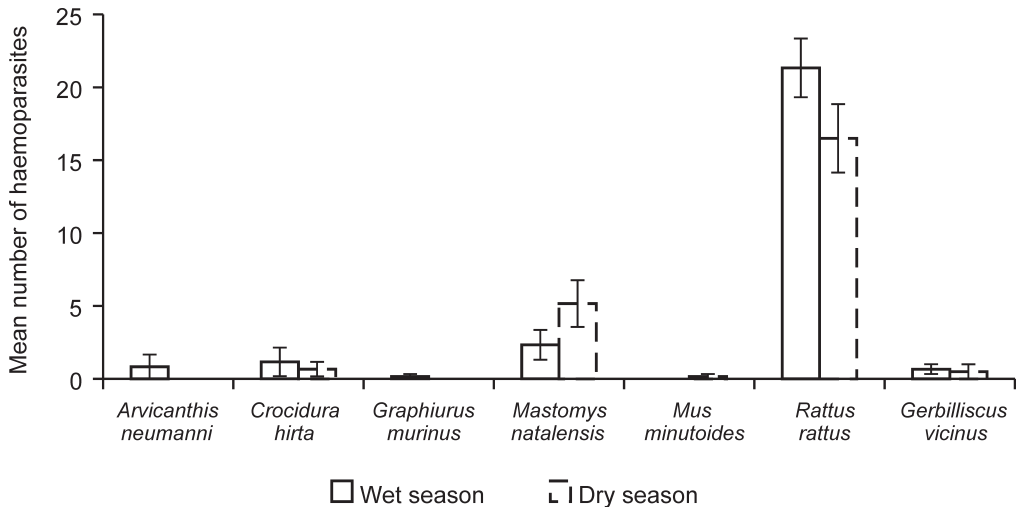 Mean number of haemoparasites
25
20
15
10
5
0
Arvicanthis
neumanni
Crocidura
hirta
Graphiurus
murinus
Mastomys
natalensis
Mus
minutoides
Rattus
rattus
Gerbilliscus
vicinus
Wet season
Dry season